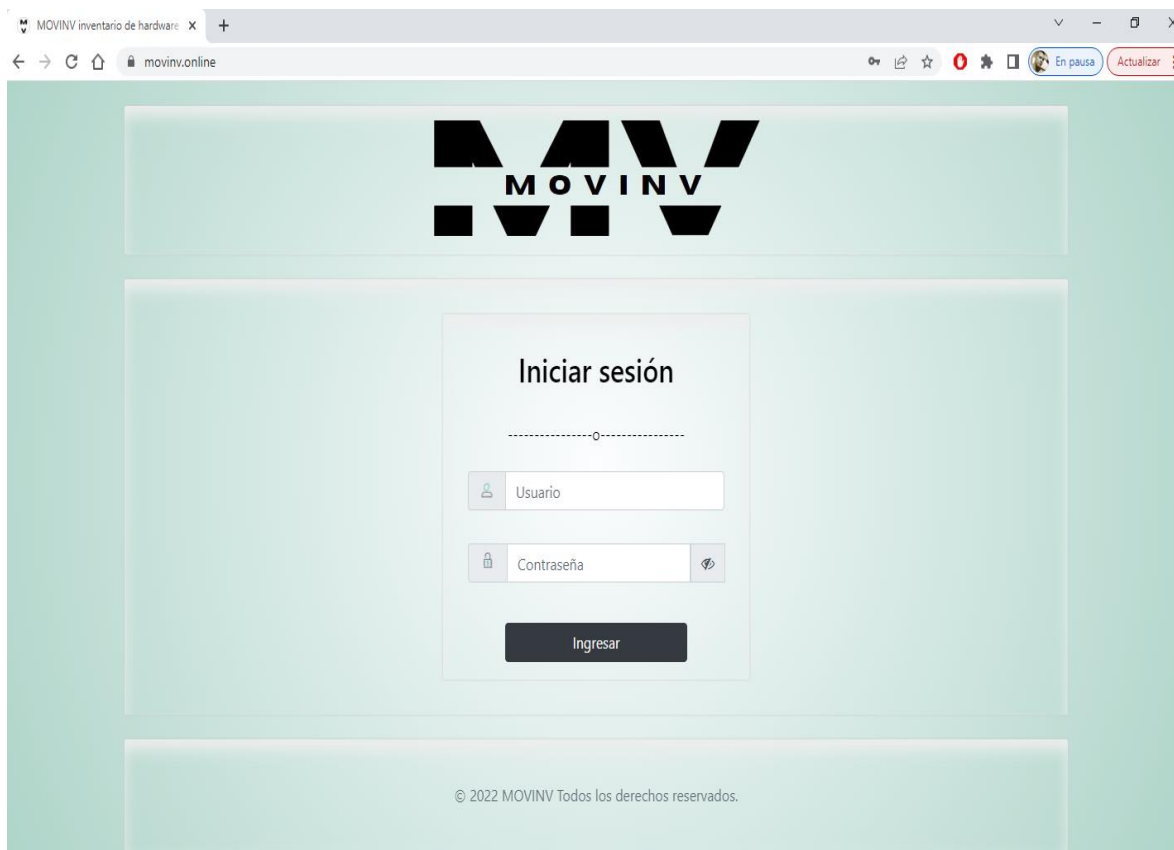 MOVINV inventario de hardware
movinv.online
En pausa
Actualizar
MV
MOVINV
Iniciar sesión
----------------o----------------
Usuario
Contraseña
Ingresar
© 2022 MOVINV Todos los derechos reservados.